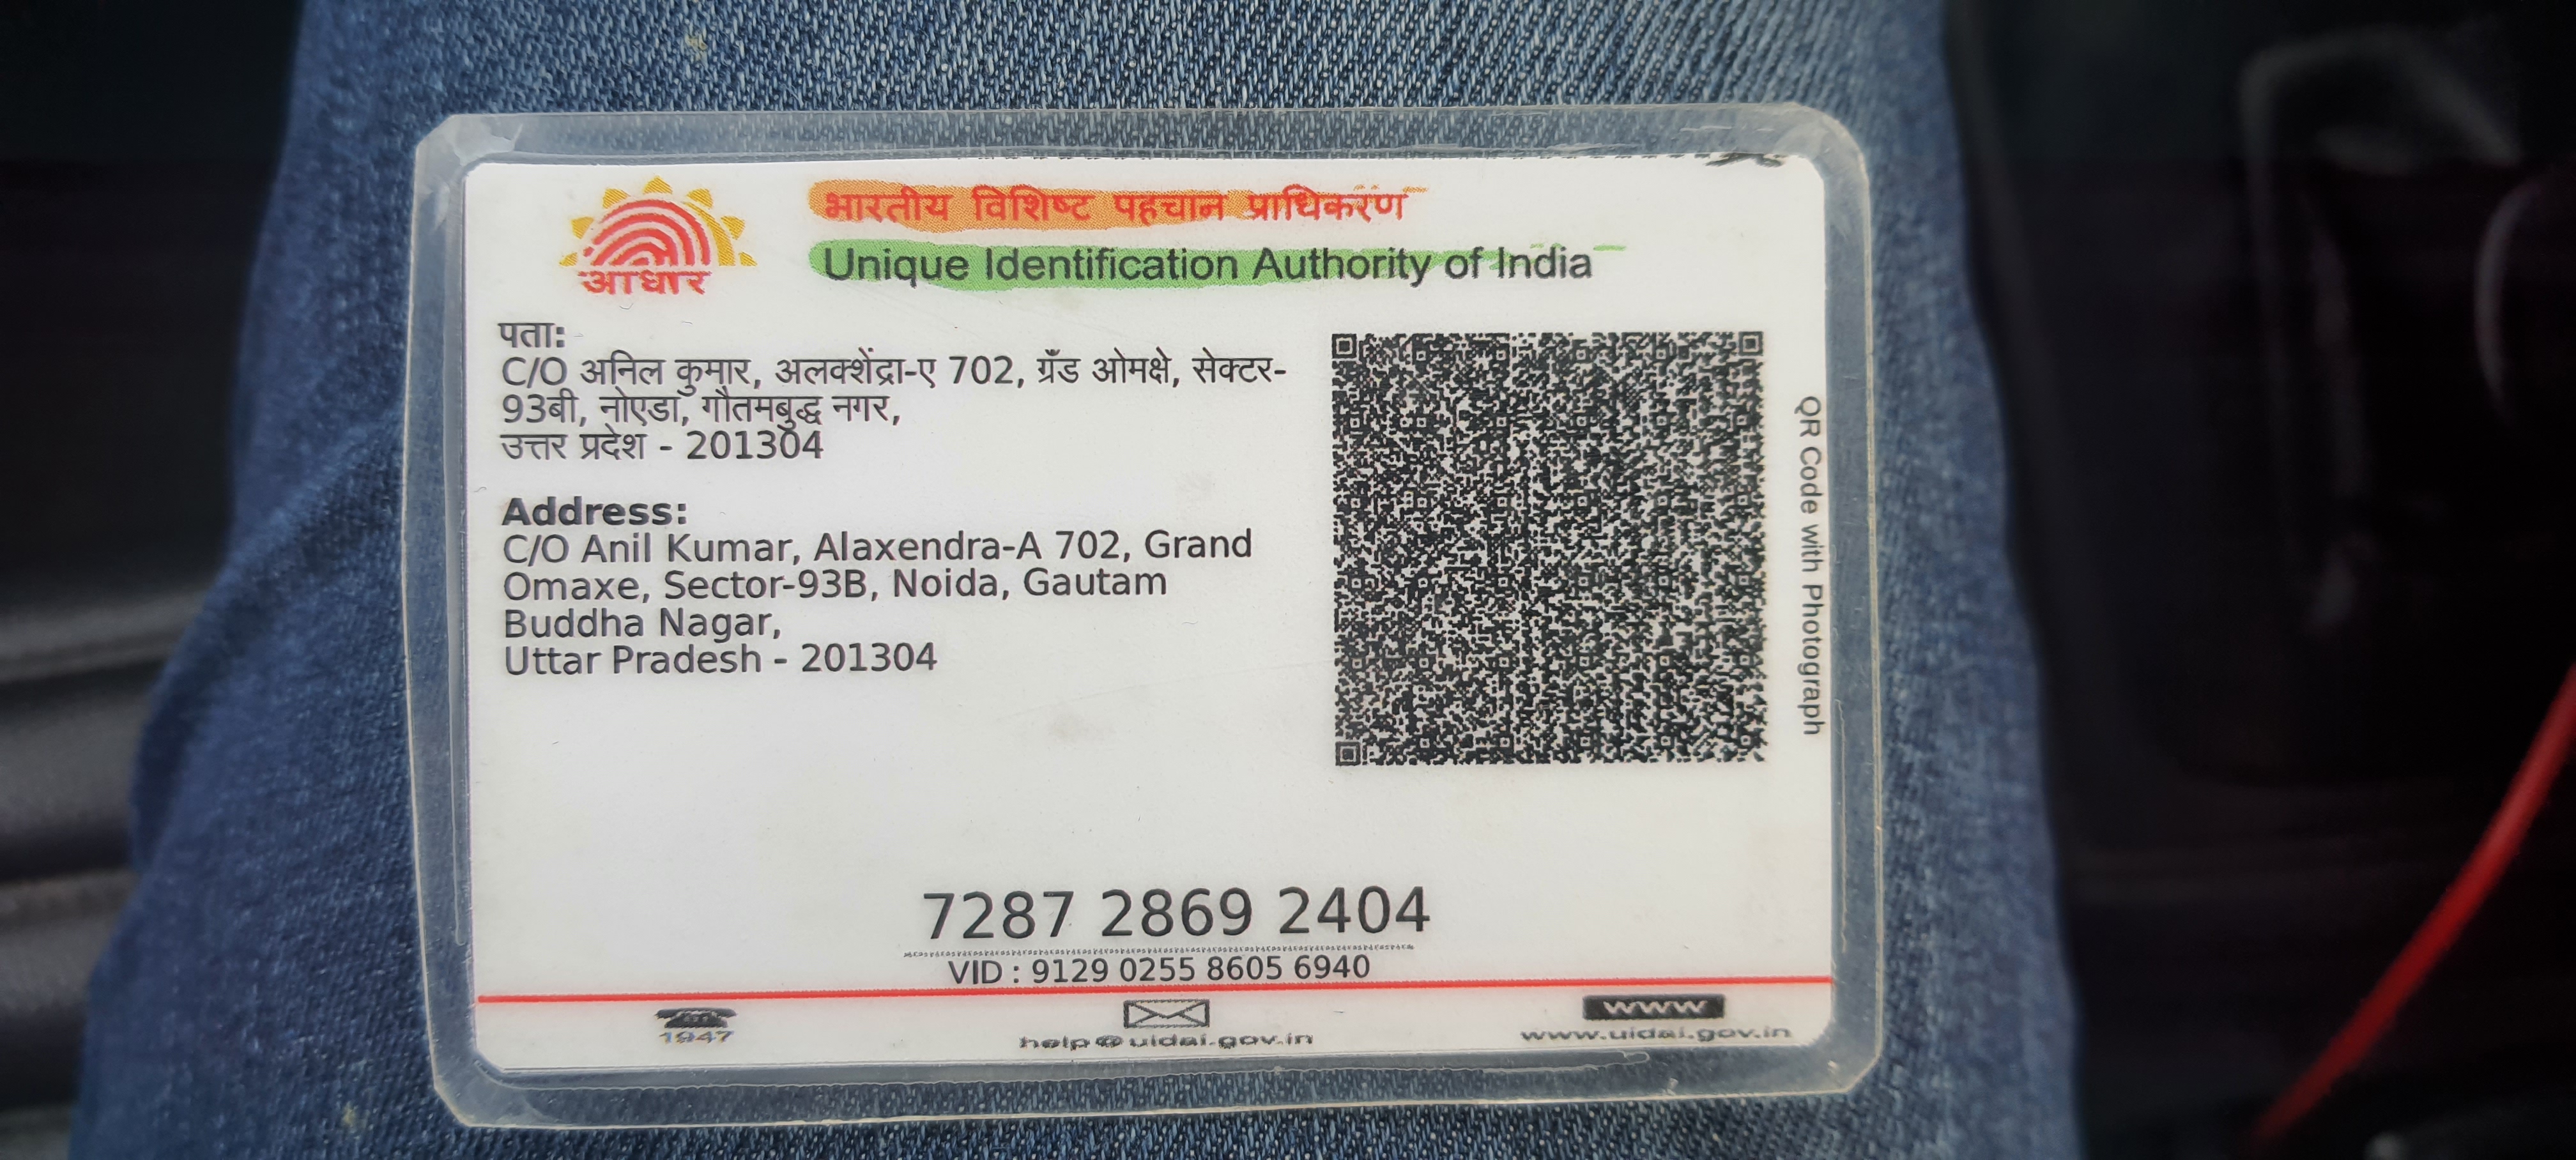 आधार
भारतीय विशिष्ट पहचान प्राधिकरण
Unique Identification Authority of India
पता:
C/O अनिल कुमार, अलक्शेंद्रा-ए 702, ग्रँड ओमक्षे, सेक्टर-
93बी, नोएडा, गौतमबुद्ध नगर,
उत्तर प्रदेश - 201304
Address:
C/O Anil Kumar, Alaxendra-A 702, Grand
Omaxe, Sector-93B, Noida, Gautam
Buddha Nagar,
Uttar Pradesh - 201304
QR Code with Photograph
7287 2869 2404
VID : 9129 0255 8605 6940
1947
help@uidai.gov.in
www
www.uidai.gov.in